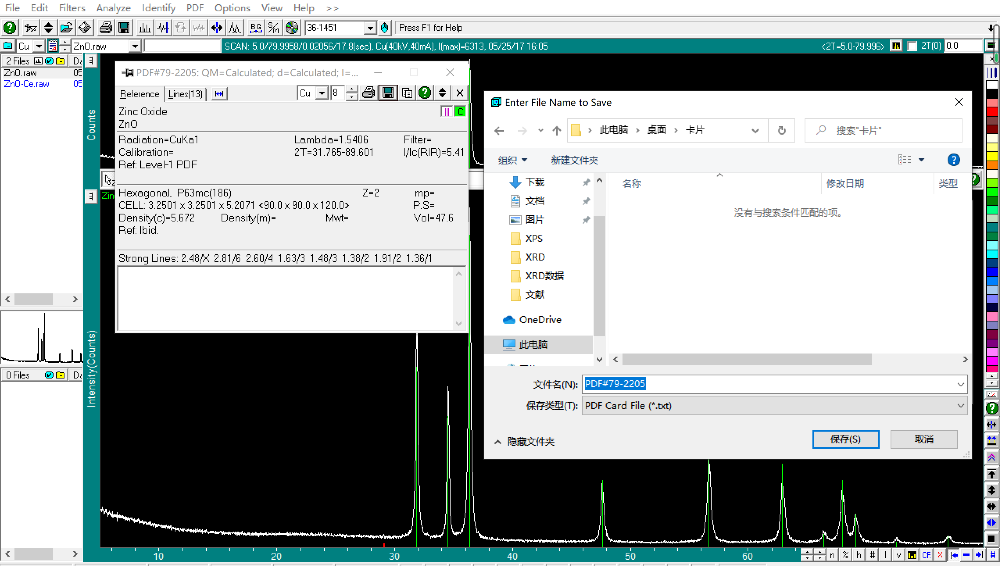 File Edit Filters Analyze Identify PDF Options View Help >>
BG S/M 36-1451 Press F1 for Help
Cu ZnO.raw SCAN: 5.0/79.9958/0.02056/17.8(sec), Cu(40kV,40mA), I(max)=6313, 05/25/17 16:05 <2T=5.0-79.996> 2T(0) 0.0
2 Files
ZnO.raw 05
ZnO-Ce.raw 05
0 Files
Counts
Intensity(Counts)
PDF#79-2205: QM=Calculated; d=Calculated; I=...
Reference Lines(13) Cu 8
Zinc Oxide C
ZnO
Radiation=CuKa1 Lambda=1.5406 Filter=
Calibration= 2T=31.765-89.601 I/Ic(RIR)=5.41
Ref: Level-1 PDF
Hexagonal, P63mc(186) Z=2 mp=
CELL: 3.2501 x 3.2501 x 5.2071 <90.0 x 90.0 x 120.0> P.S=
Density(c)=5.672 Density(m)= Mwt= Vol=47.6
Ref: Ibid.
Strong Lines: 2.48/X 2.81/6 2.60/4 1.63/3 1.48/3 1.38/2 1.91/2 1.36/1
Enter File Name to Save
此电脑 › 桌面 › 卡片
搜索"卡片"
组织 新建文件夹
名称 修改日期 类型
没有与搜索条件匹配的项。
下载
文档
图片
XPS
XRD
XRD数据
文献
OneDrive
此电脑
文件名(N): PDF#79-2205
保存类型(T): PDF Card File (*.txt)
隐藏文件夹 保存(S) 取消
10 20 30 40 50 60
n % h # l v CF. X #